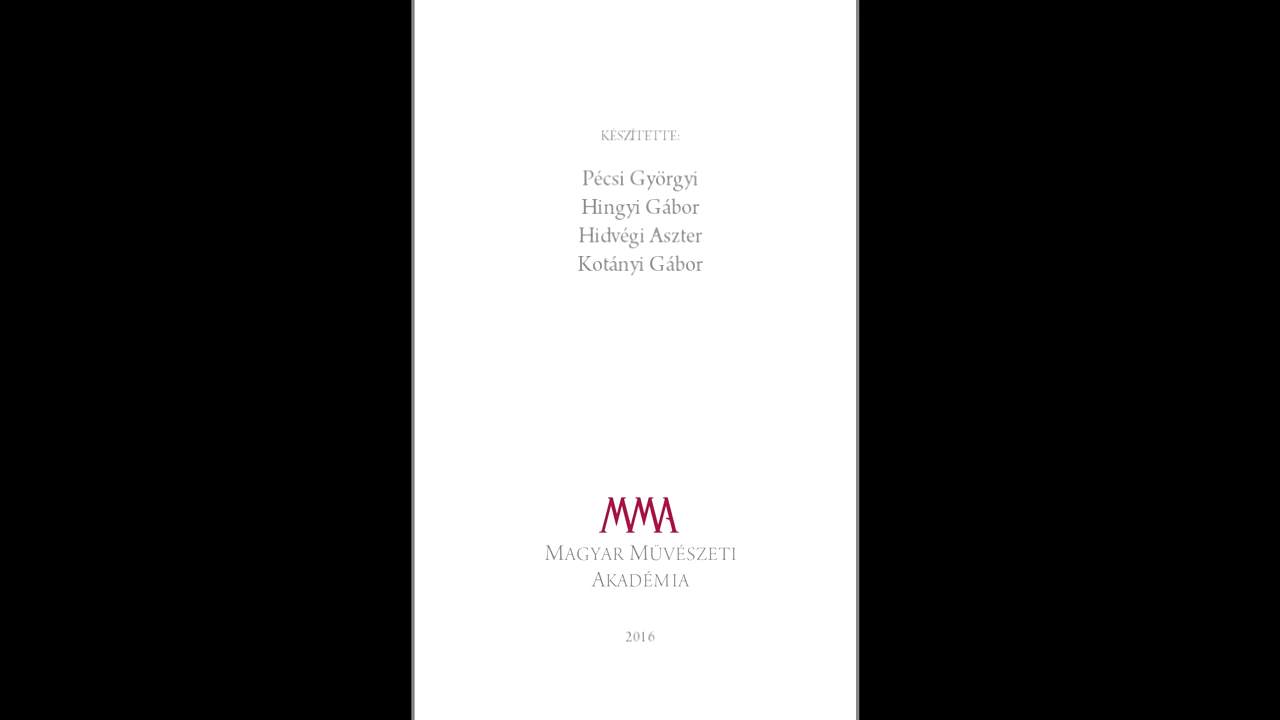 KÉSZÍTETTE:
Pécsi Györgyi
Hingyi Gábor
Hidvégi Aszter
Kotányi Gábor
MMA
MAGYAR MŰVÉSZETI
AKADÉMIA
2016